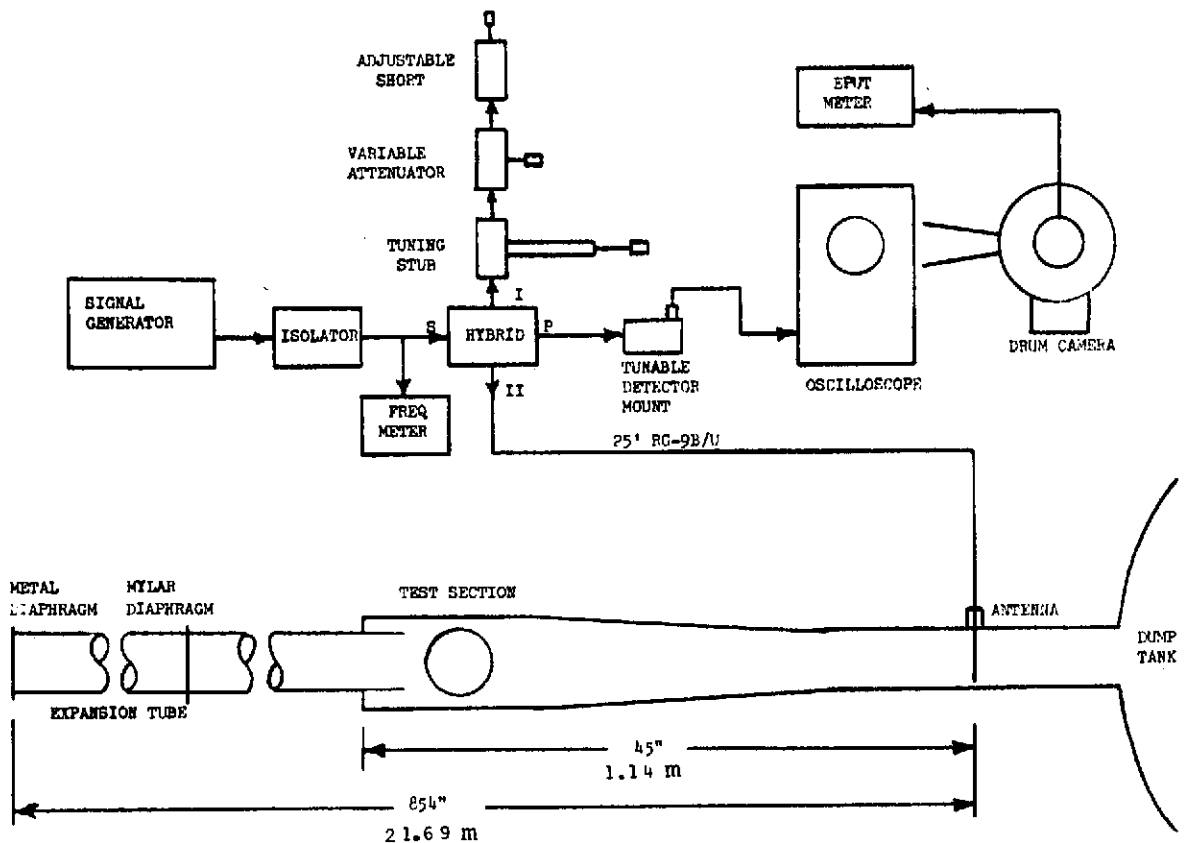 ADJUSTABLE
SHORT
EPUT
METER
VARIABLE
ATTENUATOR
TUNING
STUB
SIGNAL
GENERATOR
ISOLATOR
S
HYBRID
I
P
II
TUNABLE
DETECTOR
MOUNT
OSCILLOSCOPE
DRUM CAMERA
FREQ
METER
25' RG-9B/U
METAL
DIAPHRAGM
MYLAR
DIAPHRAGM
TEST SECTION
ANTENNA
DUMP
TANK
EXPANSION TUBE
45"
1.14 m
854"
21.69 m